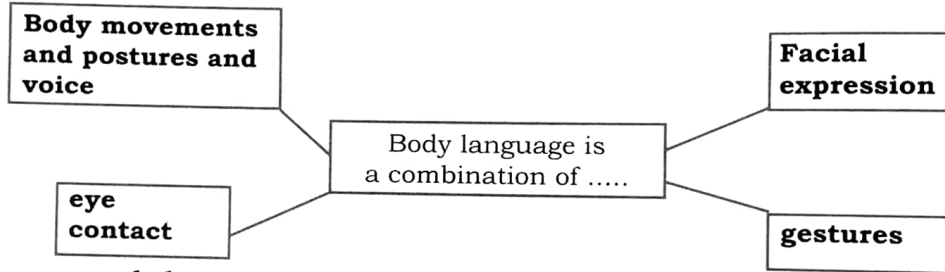 Body movements
and postures and
voice
Facial
expression
Body language is
a combination of .....
eye
contact
gestures